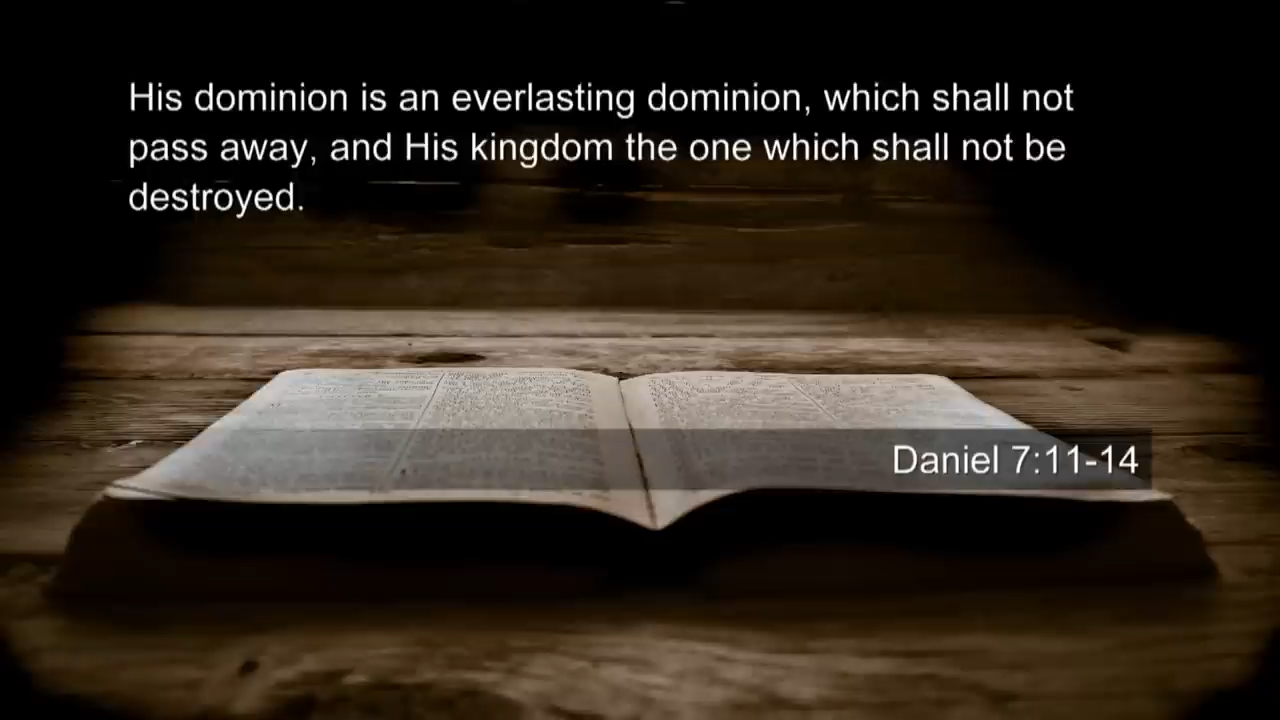 His dominion is an everlasting dominion, which shall not
pass away, and His kingdom the one which shall not be
destroyed.
Daniel 7:11-14